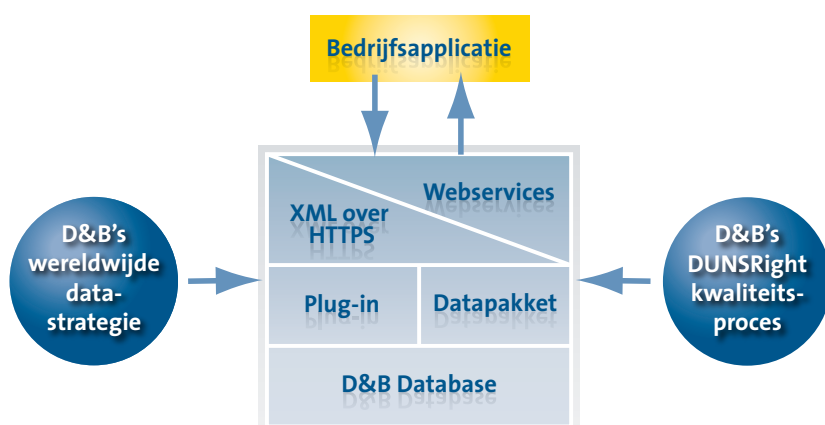 Bedrijfsapplicatie
Webservices
XML over
HTTPS
D&B's
wereldwijde
data-
strategie
D&B's
DUNSRight
kwaliteits-
proces
Plug-in
Datapakket
D&B Database